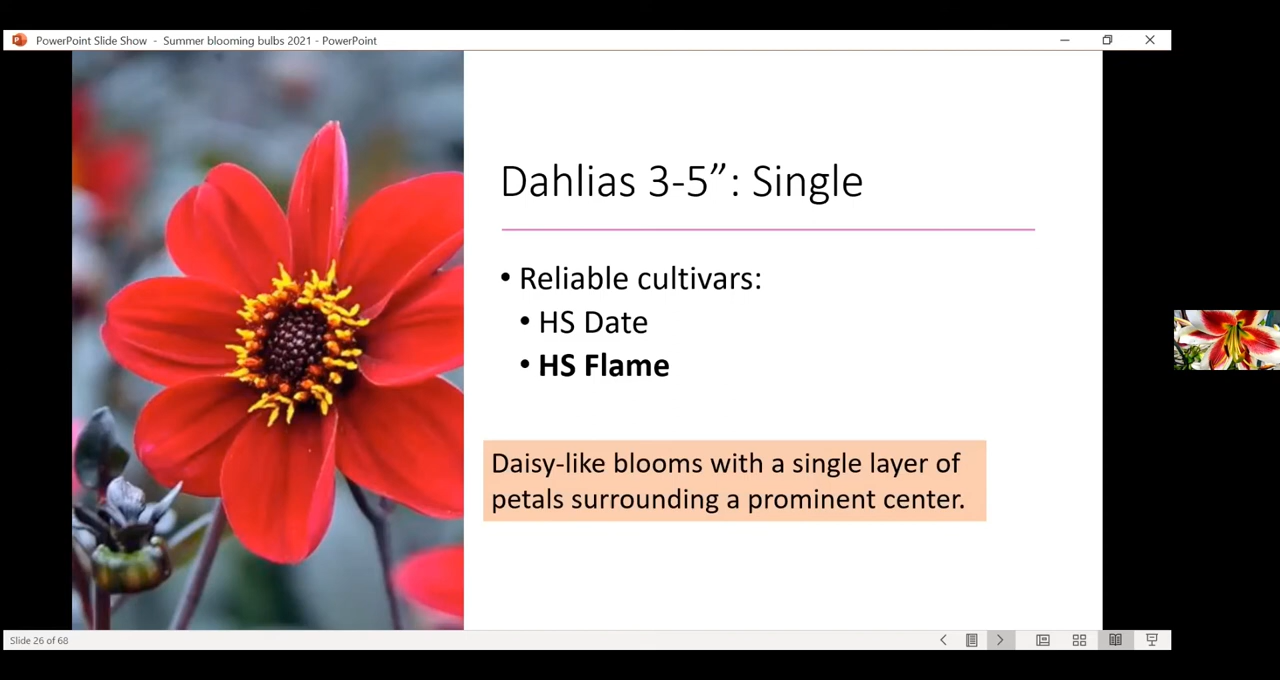 PowerPoint Slide Show - Summer blooming bulbs 2021 - PowerPoint
Dahlias 3-5”: Single
• Reliable cultivars:
• HS Date
• HS Flame
Daisy-like blooms with a single layer of
petals surrounding a prominent center.
Slide 26 of 68